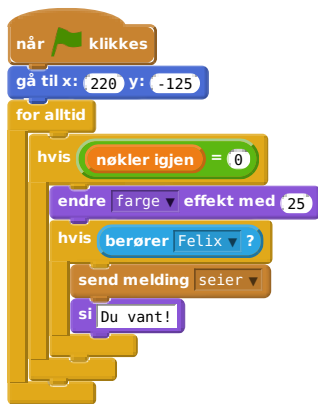 når klikkes
gå til x: 220 y: -125
for alltid
hvis nøkler igjen = 0
endre farge effekt med 25
hvis berører Felix ?
send melding seier
si Du vant!